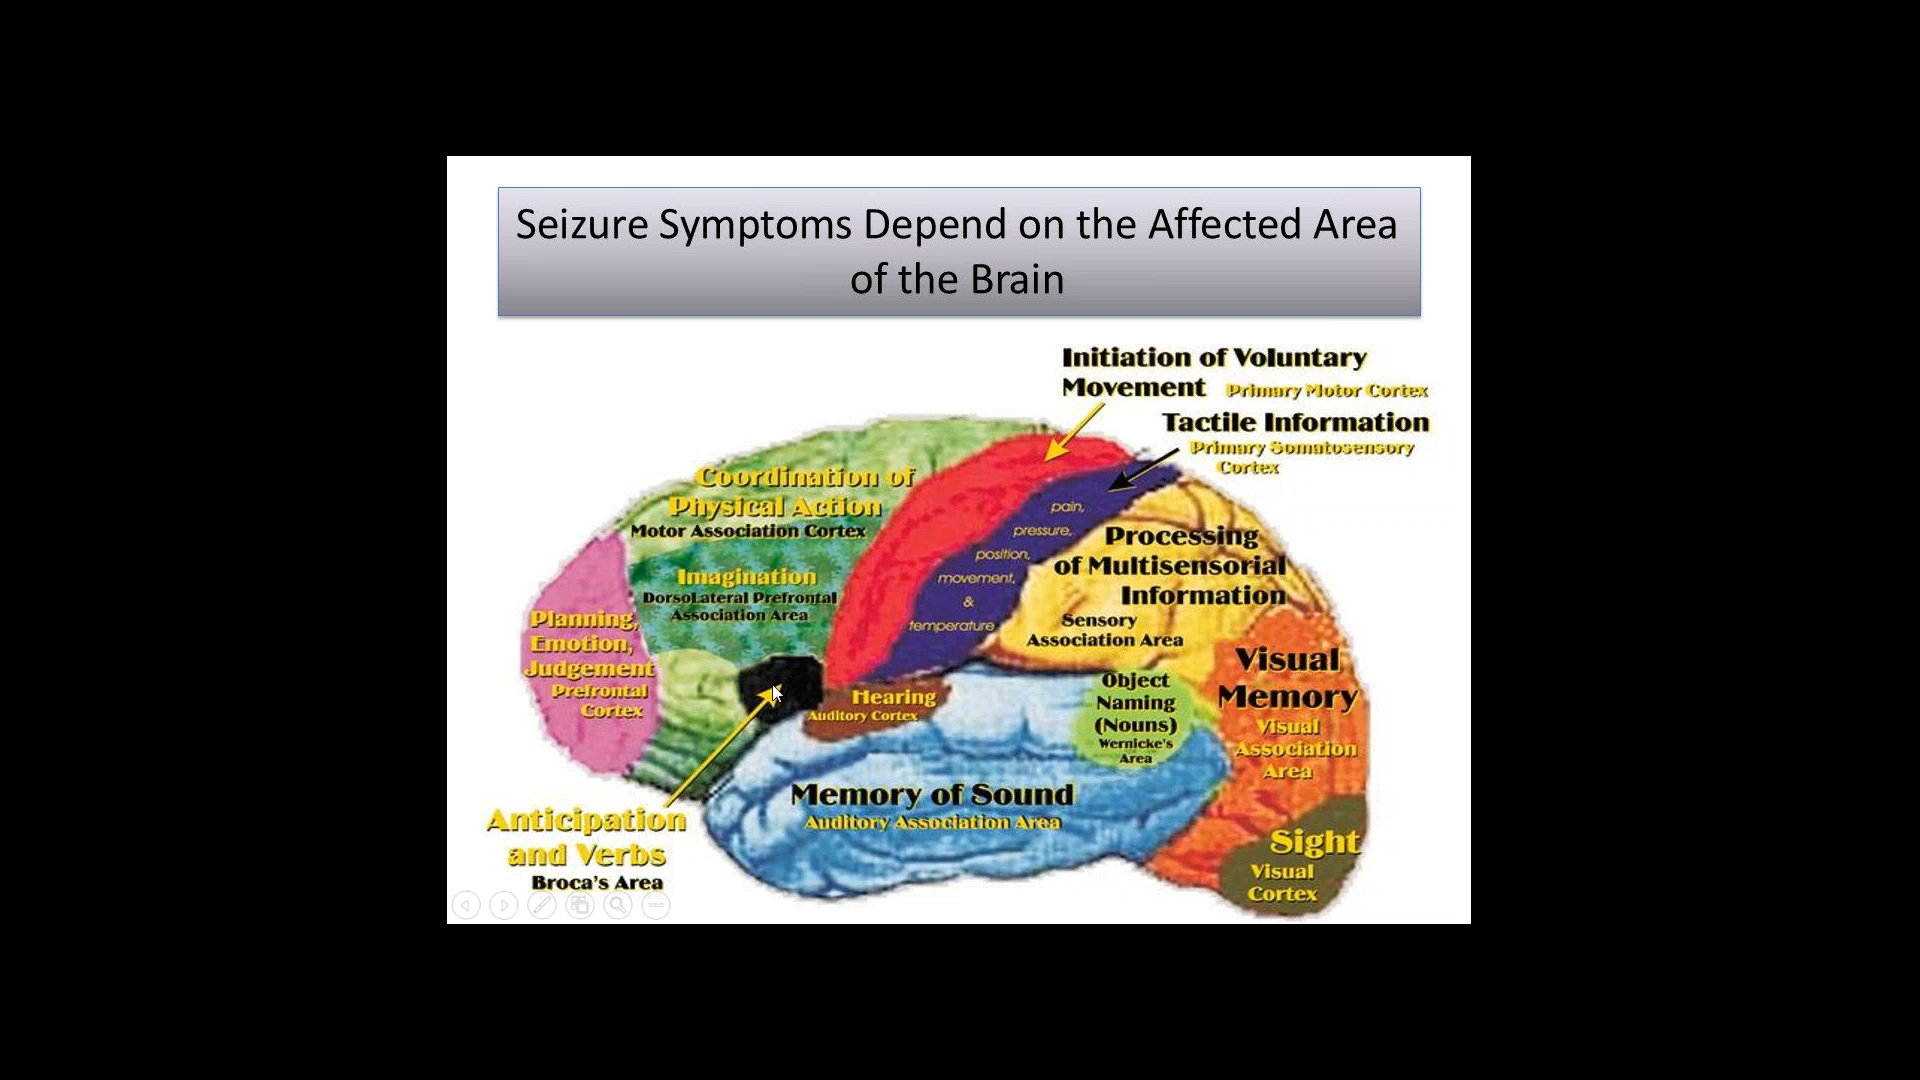 Seizure Symptoms Depend on the Affected Area
of the Brain
Initiation of Voluntary
Movement Primary Motor Cortex
Tactile Information
Primary Somatosensory
Cortex
Coordination of
Physical Action
Motor Association Cortex
pain,
pressure,
position,
movement,
&
temperature
Processing
of Multisensorial
Information
Sensory
Association Area
Imagination
DorsoLateral Prefrontal
Association Area
Planning,
Emotion,
Judgement
Prefrontal
Cortex
Hearing
Auditory Cortex
Object
Naming
(Nouns)
Wernicke's
Area
Visual
Memory
Visual
Association
Area
Memory of Sound
Auditory Association Area
Anticipation
and Verbs
Broca's Area
Sight
Visual
Cortex